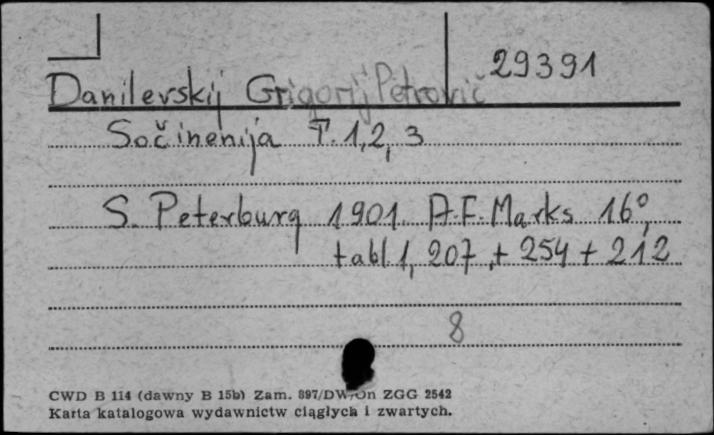 29391
Danilevskij Grigorij Petrovič
Sočinenija T. 1, 2, 3
S. Peterburg 1901. A.F. Marks 16°,
tabl 1, 207, + 254 + 212
8
CWD B 114 (dawny B 15b) Zam. 897/DW/On ZGG 2542
Karta katalogowa wydawnictw ciągłych i zwartych.